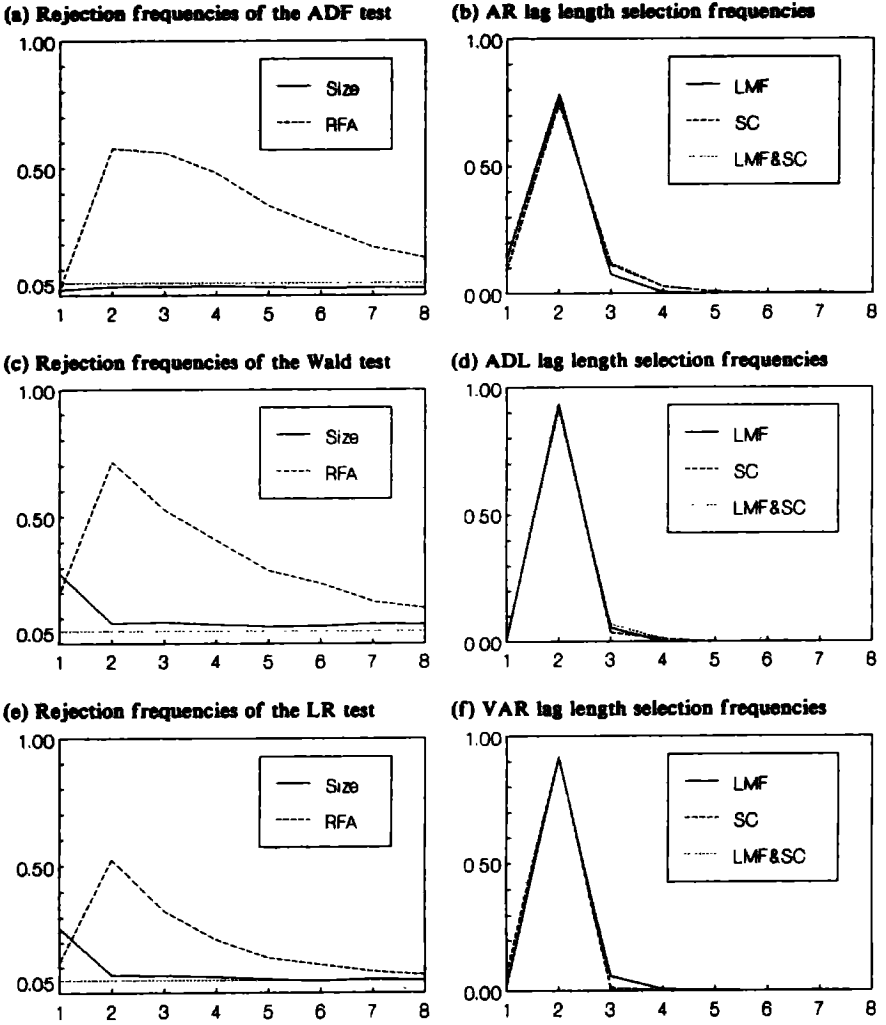 (a) Rejection frequencies of the ADF test
1.00
0.50
0.05
Size
RFA
1 2 3 4 5 6 7 8
(b) AR lag length selection frequencies
1.00
0.50
0.00
LMF
SC
LMF&SC
1 2 3 4 5 6 7 8
(c) Rejection frequencies of the Wald test
1.00
0.50
0.05
Size
RFA
1 2 3 4 5 6 7 8
(d) ADL lag length selection frequencies
1.00
0.50
0.00
LMF
SC
LMF&SC
1 2 3 4 5 6 7 8
(e) Rejection frequencies of the LR test
1.00
0.50
0.05
Size
RFA
1 2 3 4 5 6 7 8
(f) VAR lag length selection frequencies
1.00
0.50
0.00
LMF
SC
LMF&SC
1 2 3 4 5 6 7 8